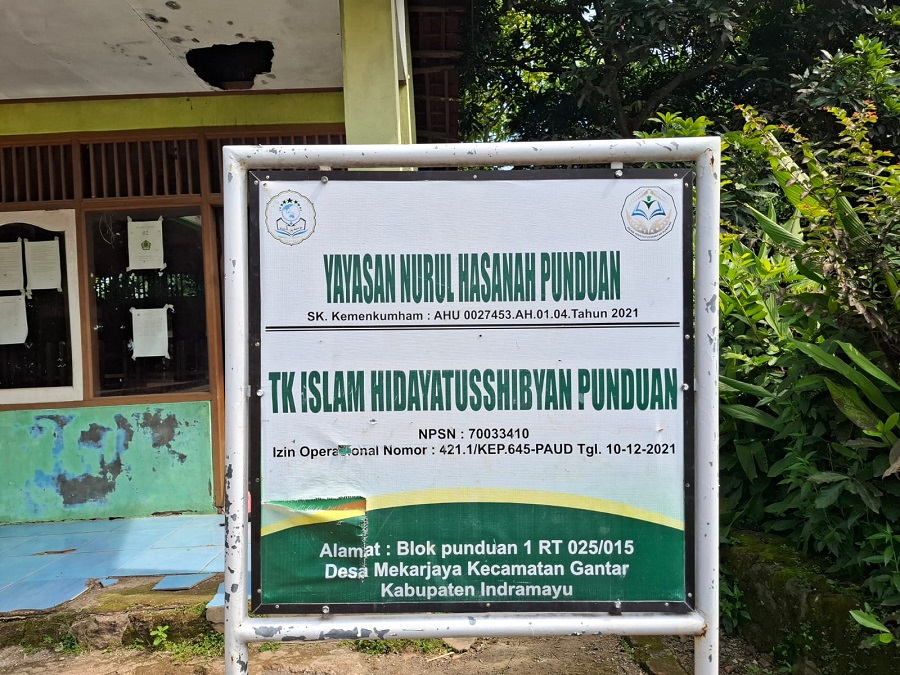 YAYASAN NURUL HASANAH PUNDUAN
SK. Kemenkumham : AHU 0027453.AH.01.04.Tahun 2021
TK ISLAM HIDAYATUSSHIBYAN PUNDUAN
NPSN : 70033410
Izin Operasional Nomor : 421.1/KEP.645-PAUD Tgl. 10-12-2021
Alamat : Blok punduan 1 RT 025/015
Desa Mekarjaya Kecamatan Gantar
Kabupaten Indramayu